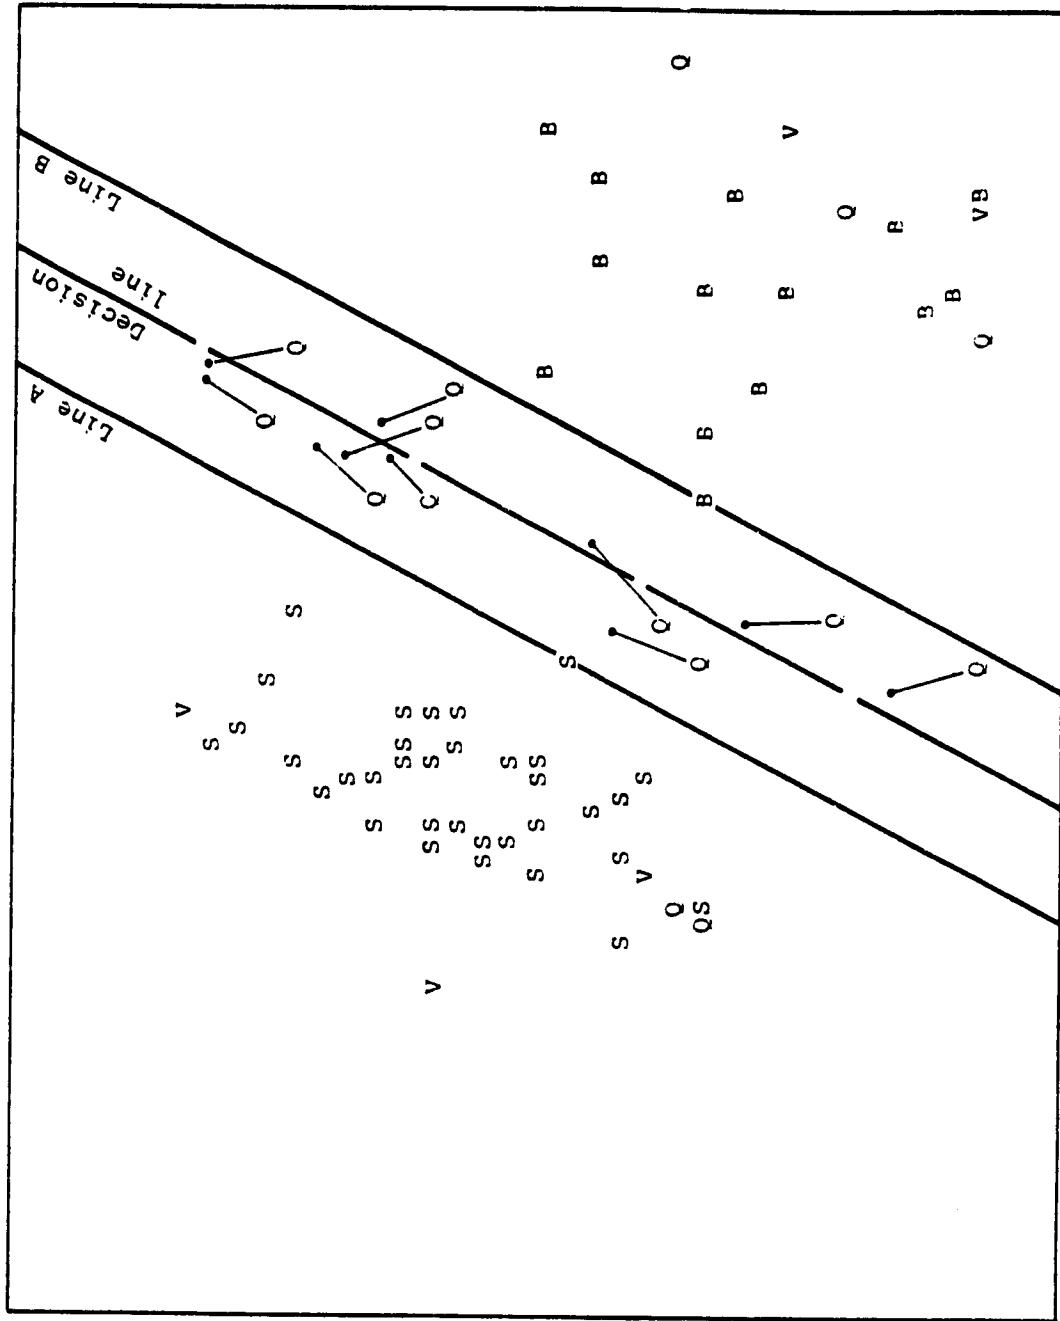 Q
B V
Line B
B
B V B
Q
B
B
Decision
line
B B B
B
Q
Q
B
Q B
Line A
Q Q
B
Q Q B
S
Q Q
S Q Q
S
V S S S
S
S S S
S S S S S
S S S S
S
S
S
S S S S
S S S
S S
S V
Q S
Q
S
V